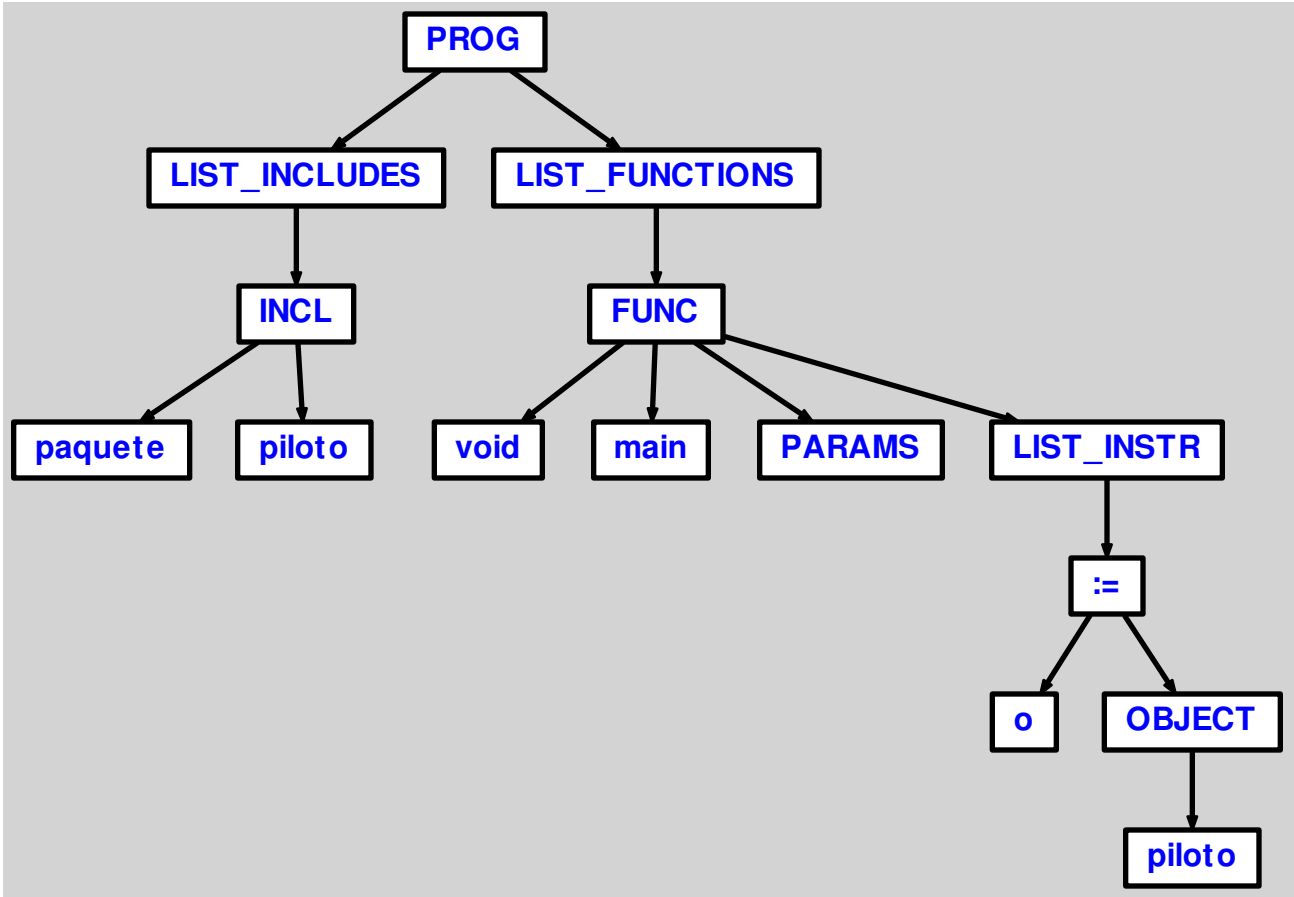 PROG
LIST_INCLUDES
LIST_FUNCTIONS
INCL
FUNC
paquete
piloto
void
main
PARAMS
LIST_INSTR
:=
o
OBJECT
piloto